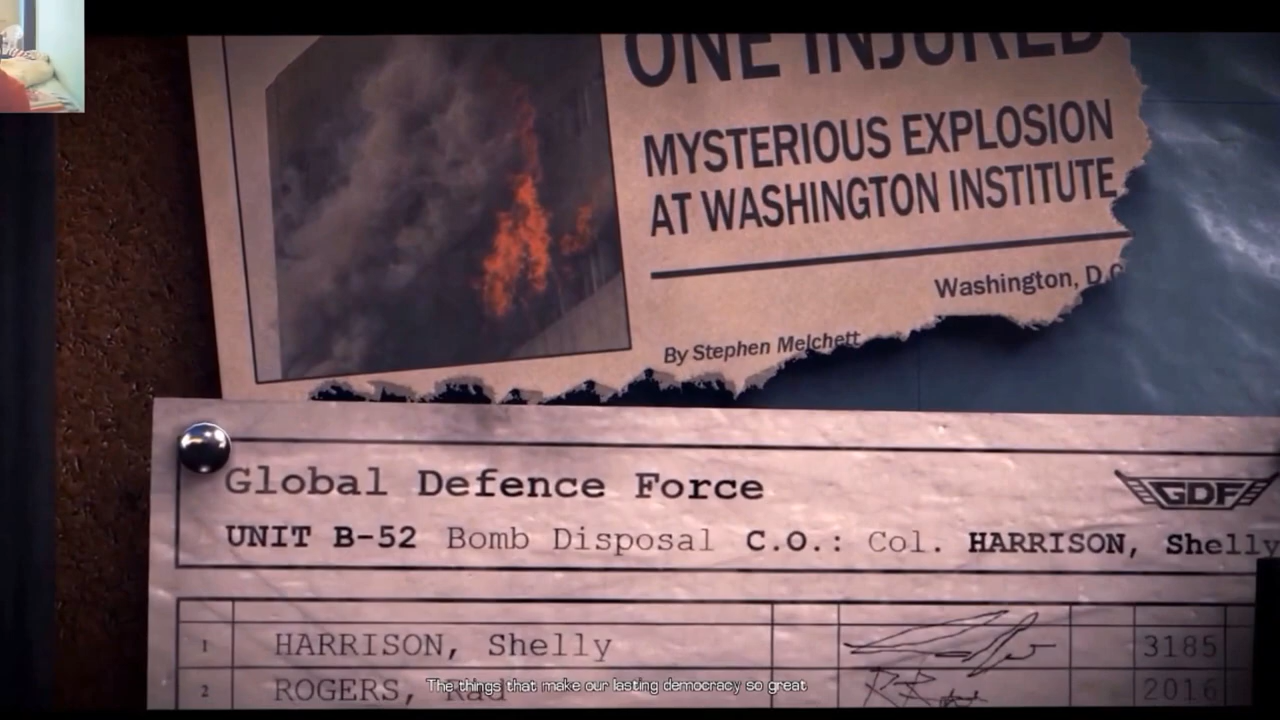 ONE INJURED
MYSTERIOUS EXPLOSION
AT WASHINGTON INSTITUTE
Washington, D.C
By Stephen Melchett
Global Defence Force
GDF
UNIT B-52 Bomb Disposal C.O.: Col. HARRISON, Shelly
1 HARRISON, Shelly 3185
2 ROGERS, Rad 2016
The things that make our lasting democracy so great